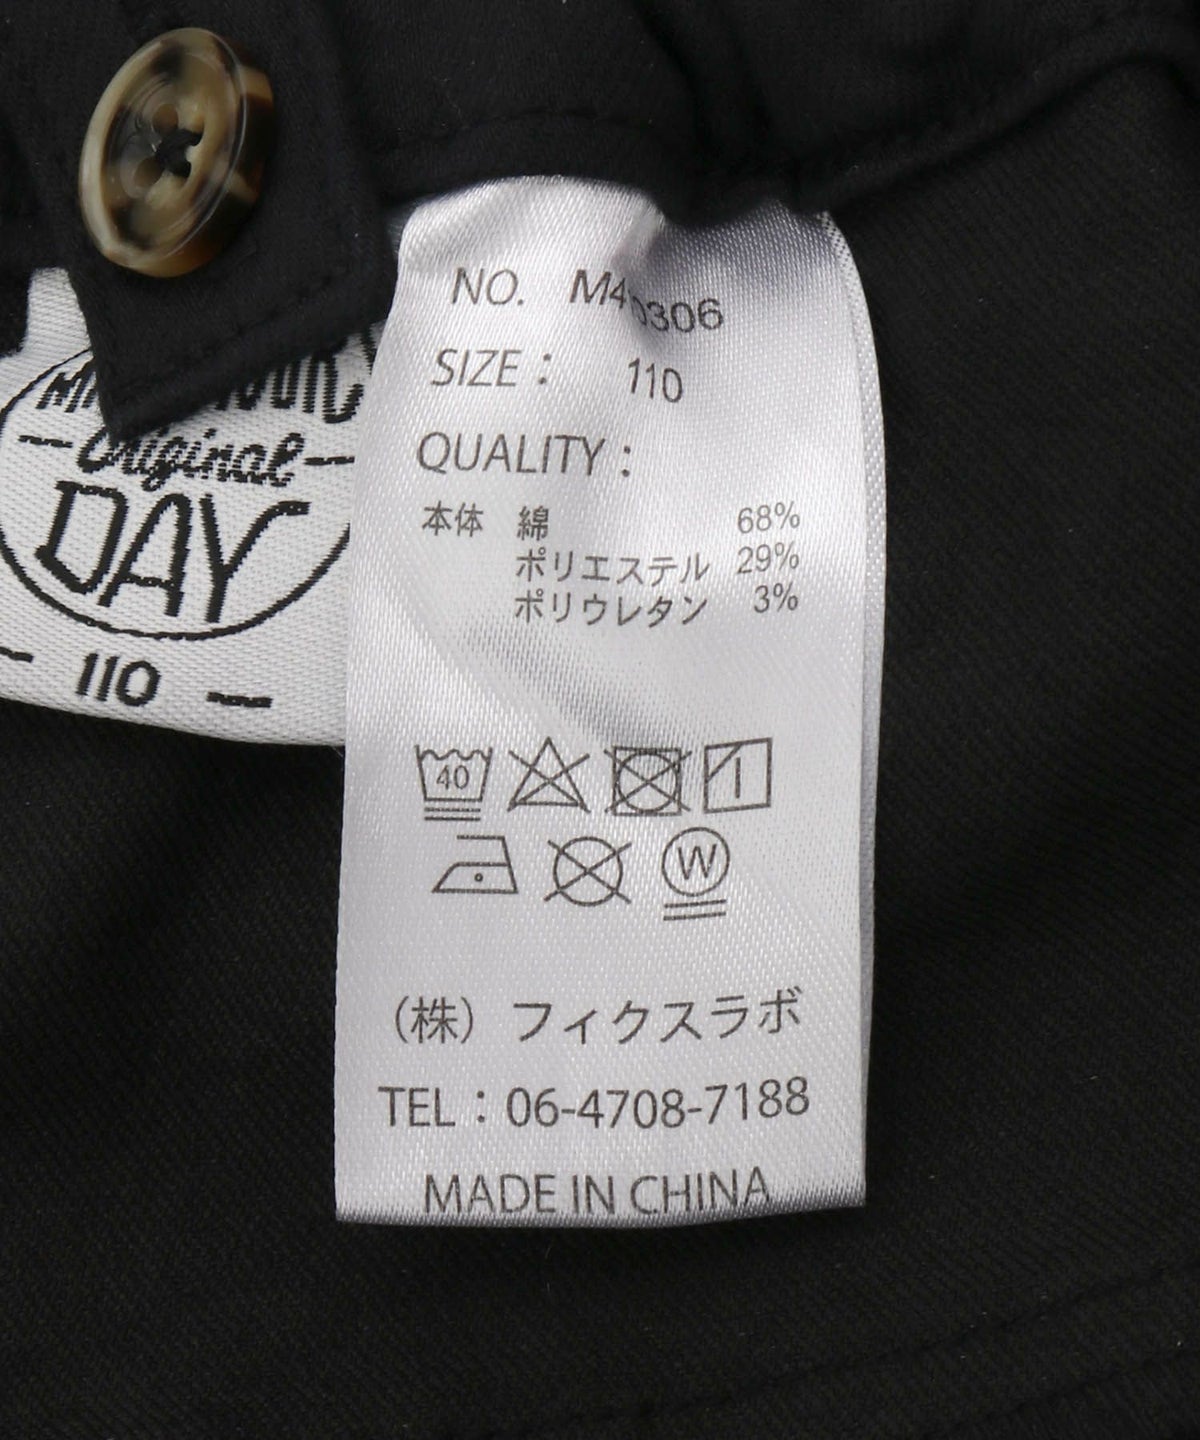 NO. M40306
SIZE： 110
QUALITY：
本体 綿 68%
ポリエステル 29%
ポリウレタン 3%
40
W
(株) フィクスラボ
TEL：06-4708-7188
MADE IN CHINA
Original
DAY
110